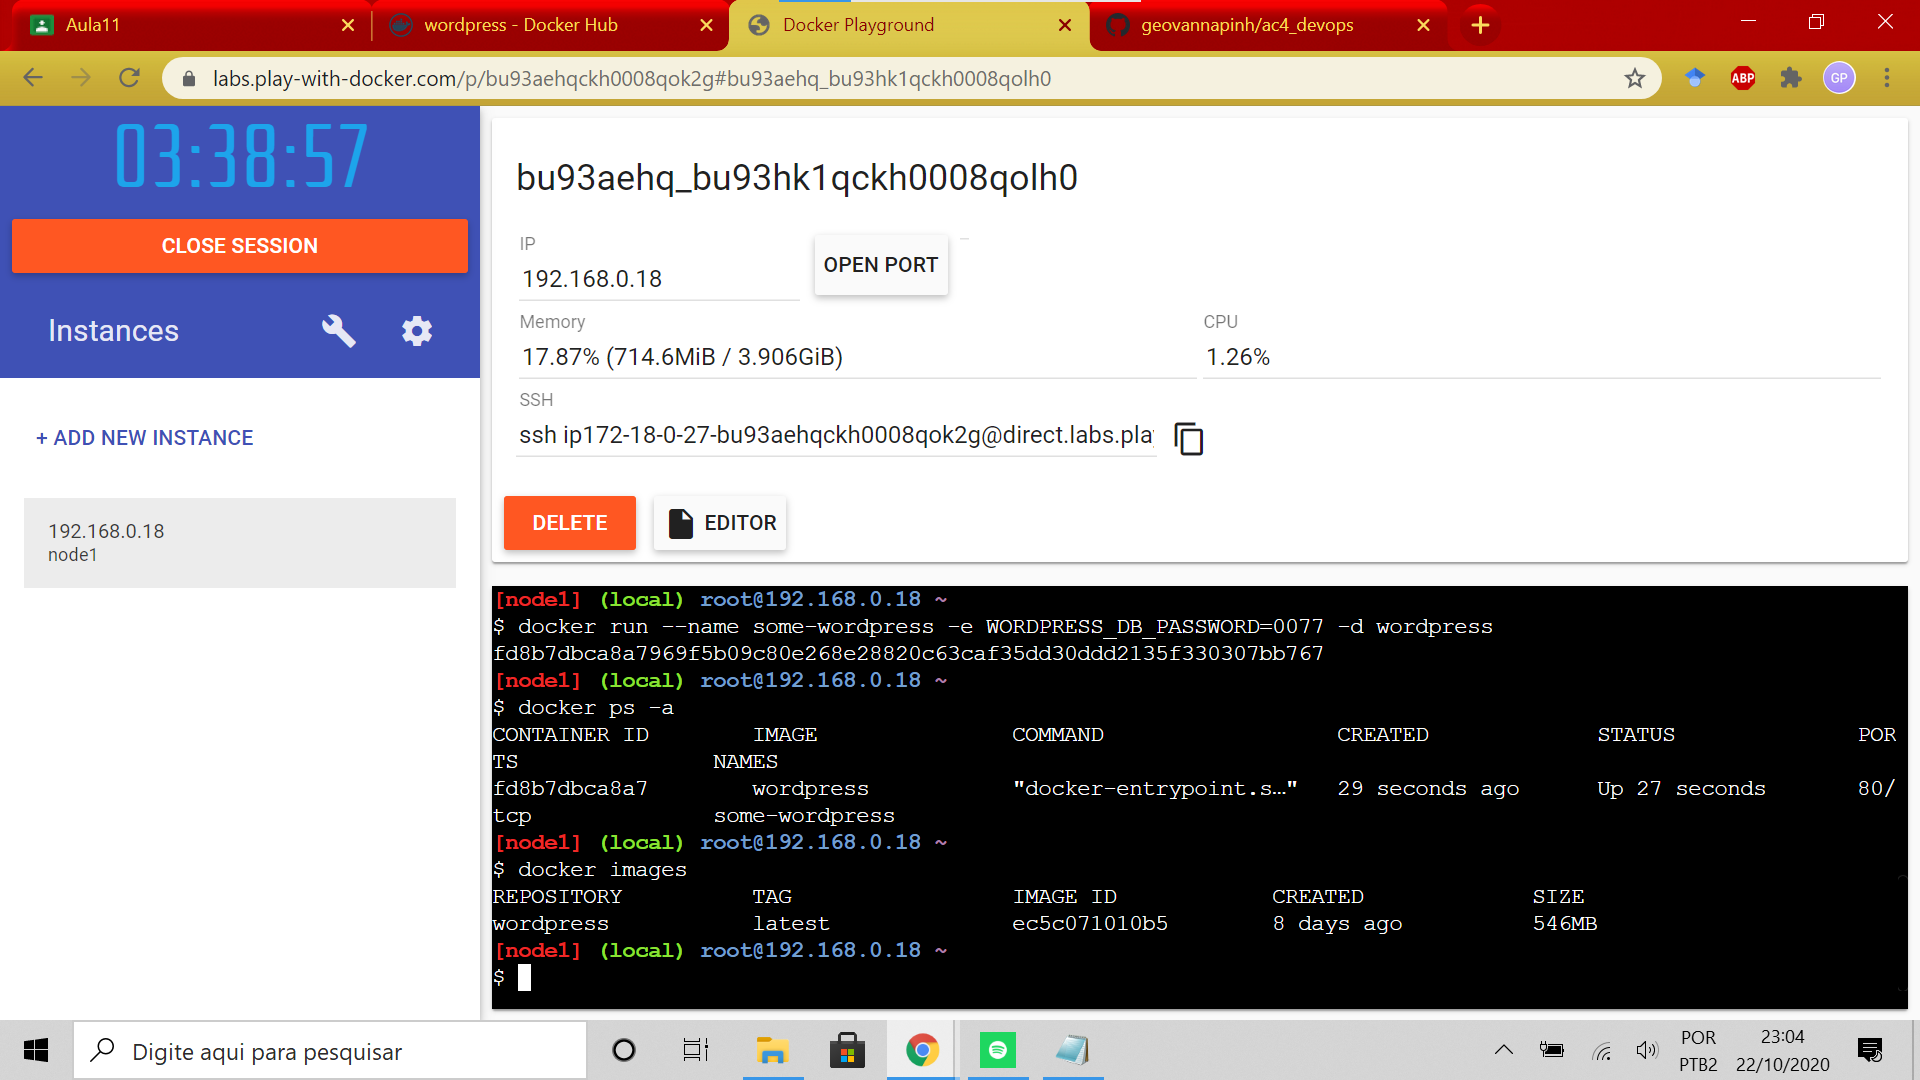 Aula11
wordpress - Docker Hub
Docker Playground
geovannapinh/ac4_devops
labs.play-with-docker.com/p/bu93aehqckh0008qok2g#bu93aehq_bu93hk1qckh0008qolh0
ABP
GP
03:38:57
CLOSE SESSION
Instances
+ ADD NEW INSTANCE
192.168.0.18
node1
bu93aehq_bu93hk1qckh0008qolh0
IP
192.168.0.18
OPEN PORT
Memory
17.87% (714.6MiB / 3.906GiB)
CPU
1.26%
SSH
ssh ip172-18-0-27-bu93aehqckh0008qok2g@direct.labs.pla
DELETE
EDITOR
[node1] (local) root@192.168.0.18 ~
$ docker run --name some-wordpress -e WORDPRESS_DB_PASSWORD=0077 -d wordpress
fd8b7dbca8a7969f5b09c80e268e28820c63caf35dd30ddd2135f330307bb767
[node1] (local) root@192.168.0.18 ~
$ docker ps -a
CONTAINER ID IMAGE COMMAND CREATED STATUS POR
TS NAMES
fd8b7dbca8a7 wordpress "docker-entrypoint.s…" 29 seconds ago Up 27 seconds 80/
tcp some-wordpress
[node1] (local) root@192.168.0.18 ~
$ docker images
REPOSITORY TAG IMAGE ID CREATED SIZE
wordpress latest ec5c071010b5 8 days ago 546MB
[node1] (local) root@192.168.0.18 ~
$
Digite aqui para pesquisar
POR
PTB2
23:04
22/10/2020